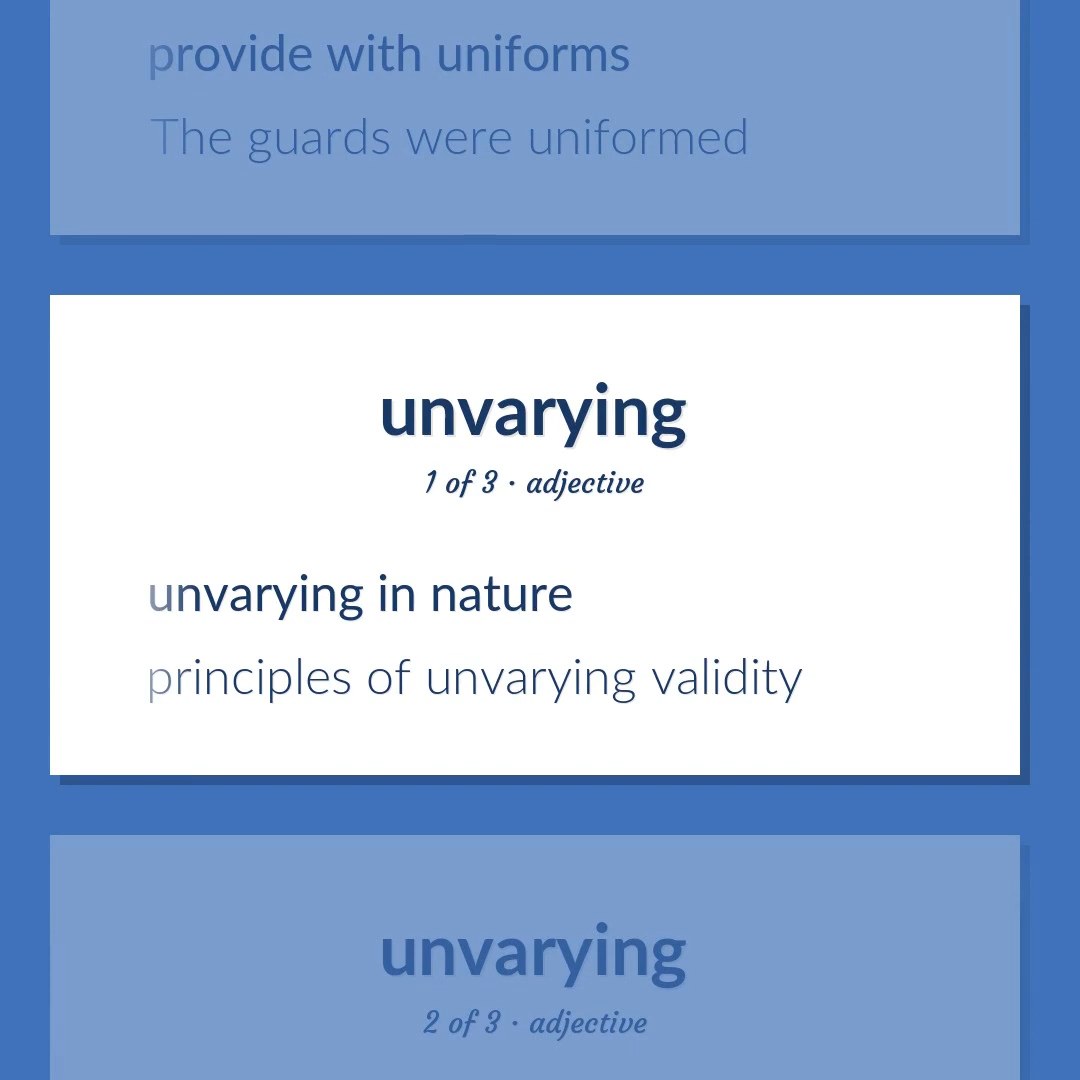 provide with uniforms
The guards were uniformed
unvarying
1 of 3 · adjective
unvarying in nature
principles of unvarying validity
unvarying
2 of 3 · adjective